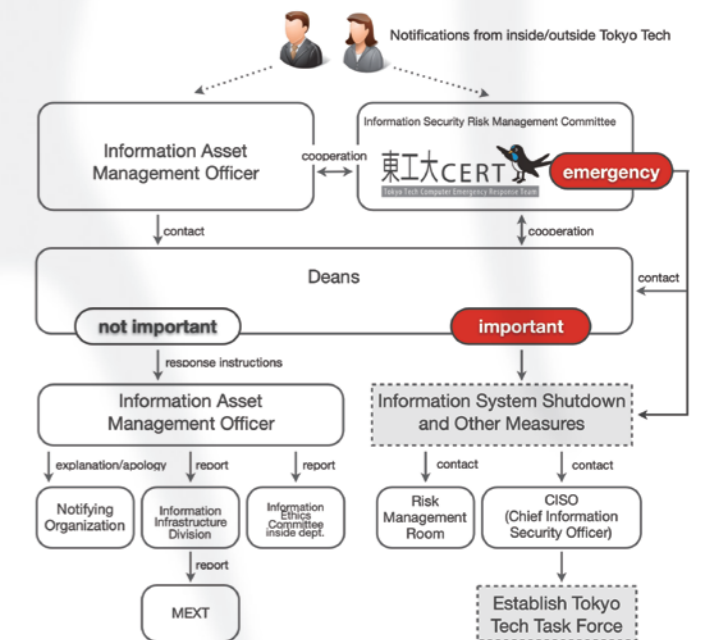 Notifications from inside/outside Tokyo Tech
Information Security Risk Management Committee
Information Asset
Management Officer
cooperation
東工大CERT
Tokyo Tech Computer Emergency Response Team
emergency
contact
cooperation
Deans
contact
not important
important
response instructions
Information Asset
Management Officer
Information System Shutdown
and Other Measures
explanation/apology
report
report
contact
contact
Notifying
Organization
Information
Infrastructure
Division
Information
Ethics
Committee
inside dept.
Risk
Management
Room
CISO
(Chief Information
Security Officer)
report
MEXT
Establish Tokyo
Tech Task Force